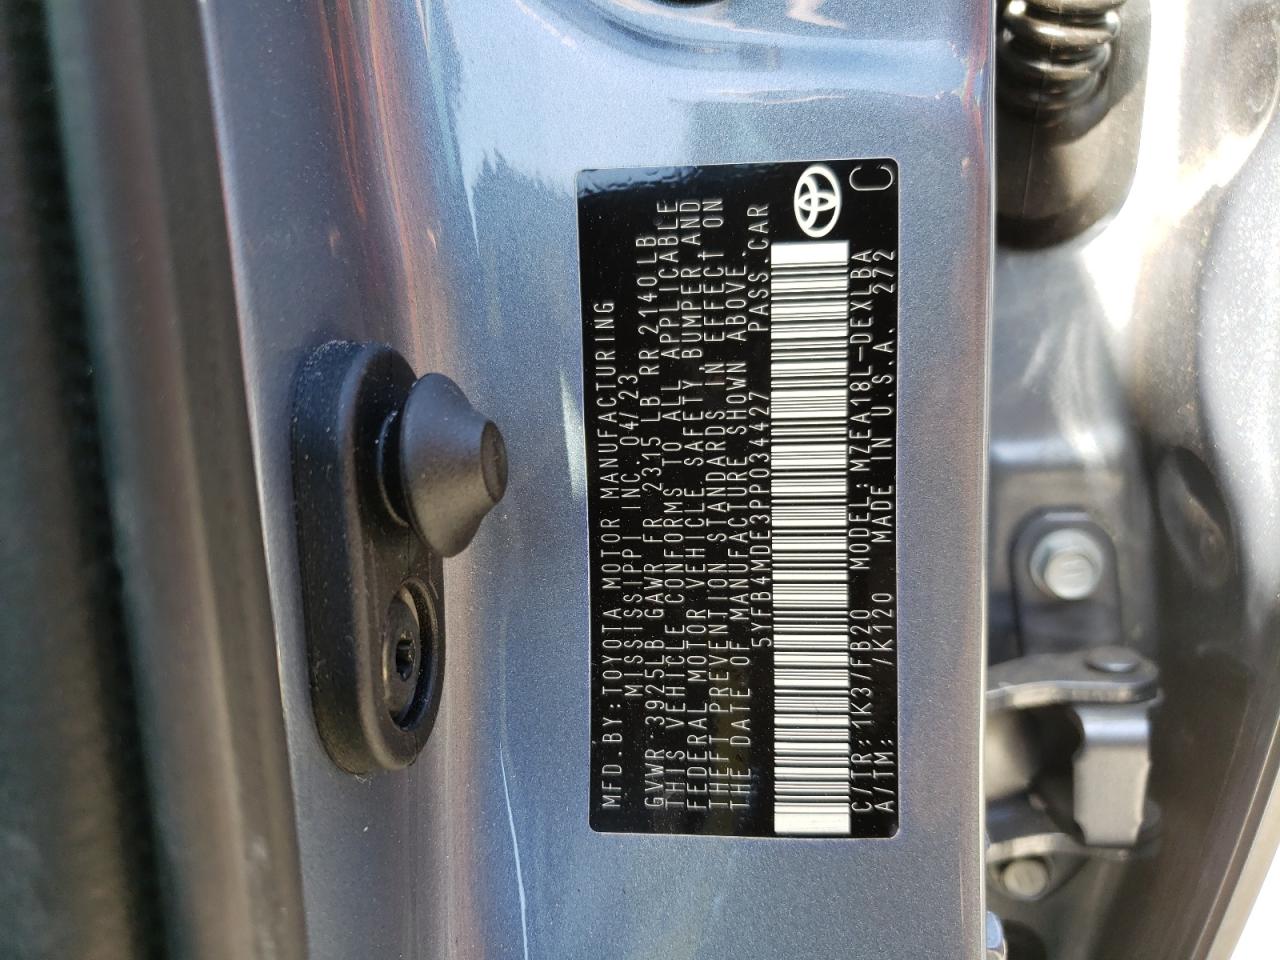 MFD.BY:TOYOTA MOTOR MANUFACTURING
MISSISSIPPI INC. 04/23
GVWR 3925LB GAWR FR 2315 LB RR 2140LB
THIS VEHICLE CONFORMS TO ALL APPLICABLE
FEDERAL MOTOR VEHICLE SAFETY BUMPER AND
THEFT PREVENTION STANDARDS IN EFFECT ON
THE DATE OF MANUFACTURE SHOWN ABOVE.
5YFB4MDE3PP034427 PASS.CAR
C/TR:1K3/FB20 MODEL:MZEA18L-DEXLBA
A/TM: /K120 MADE IN U.S.A. 272
C